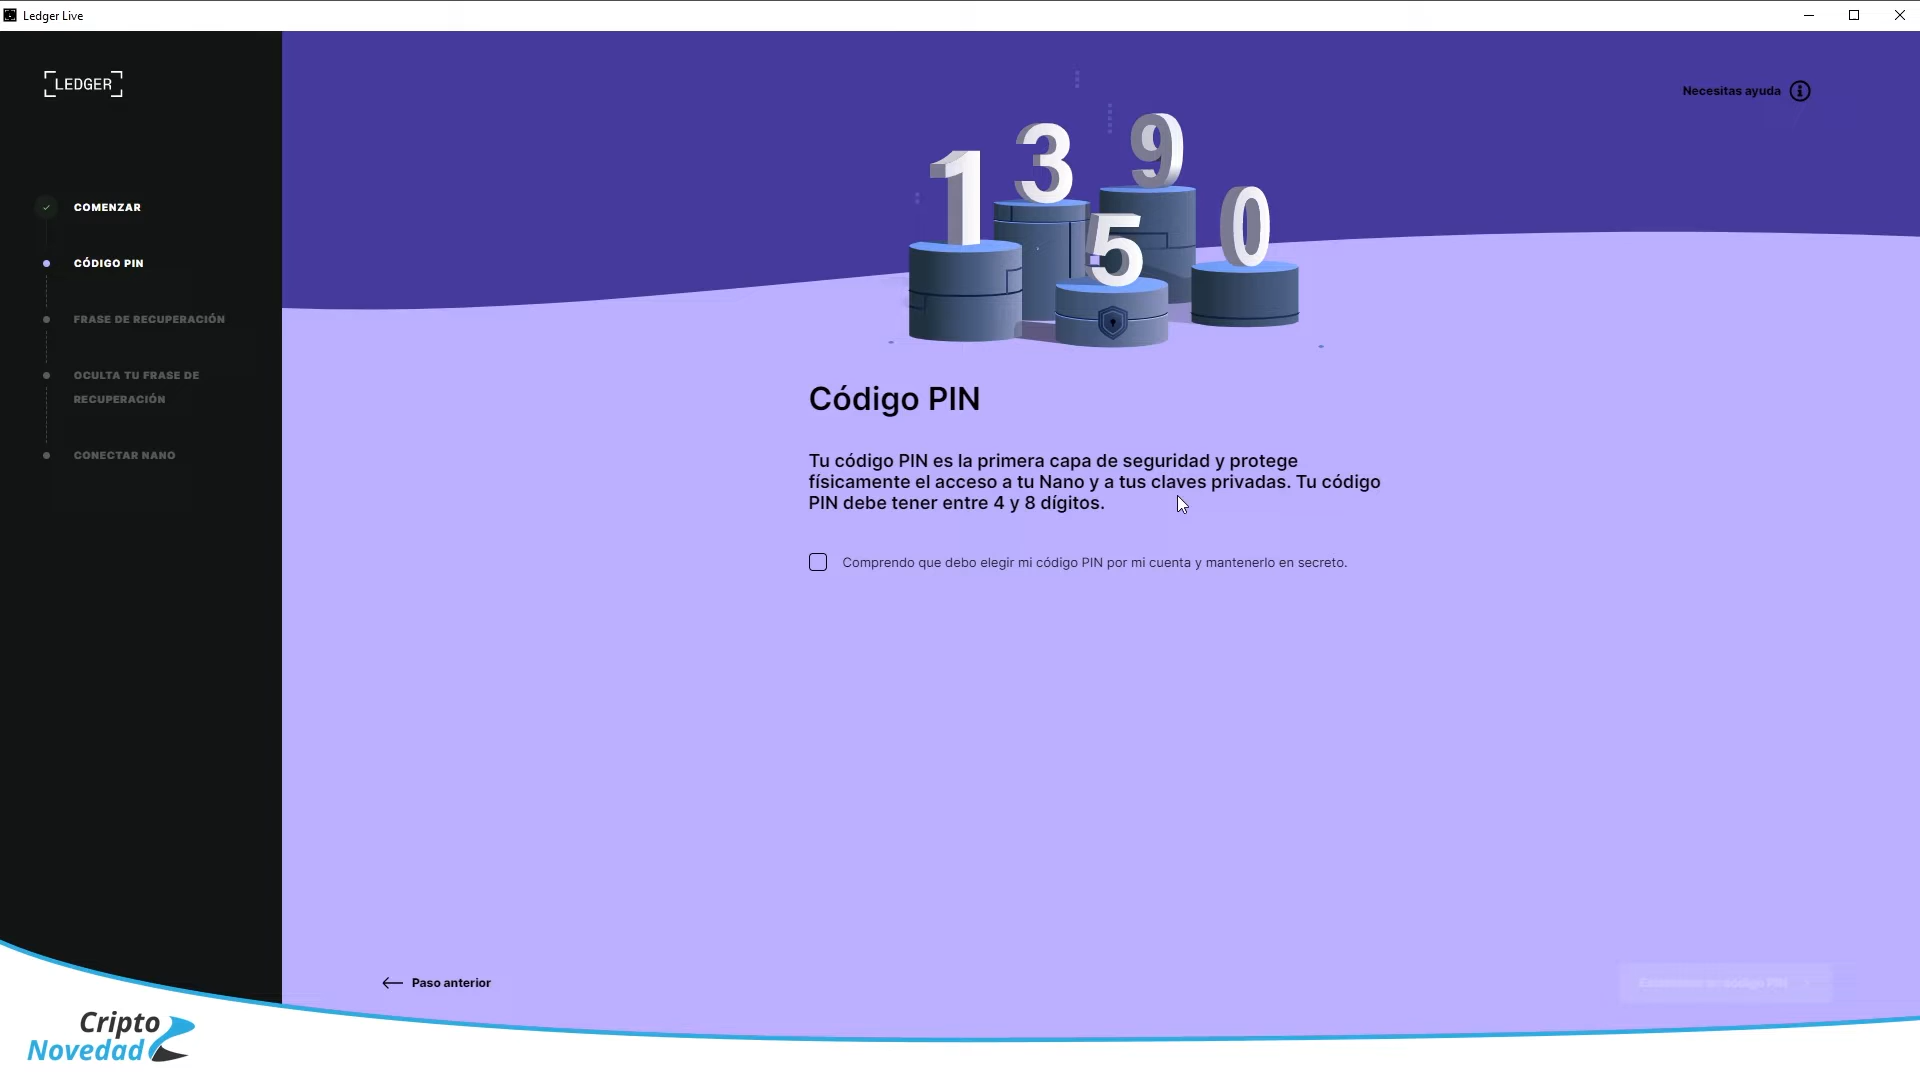 Ledger Live
LEDGER
Necesitas ayuda
COMENZAR
CÓDIGO PIN
FRASE DE RECUPERACIÓN
OCULTA TU FRASE DE
RECUPERACIÓN
CONECTAR NANO
1 3 9
5 0
Código PIN
Tu código PIN es la primera capa de seguridad y protege
físicamente el acceso a tu Nano y a tus claves privadas. Tu código
PIN debe tener entre 4 y 8 dígitos.
Comprendo que debo elegir mi código PIN por mi cuenta y mantenerlo en secreto.
Paso anterior
código PIN
Cripto
Novedad